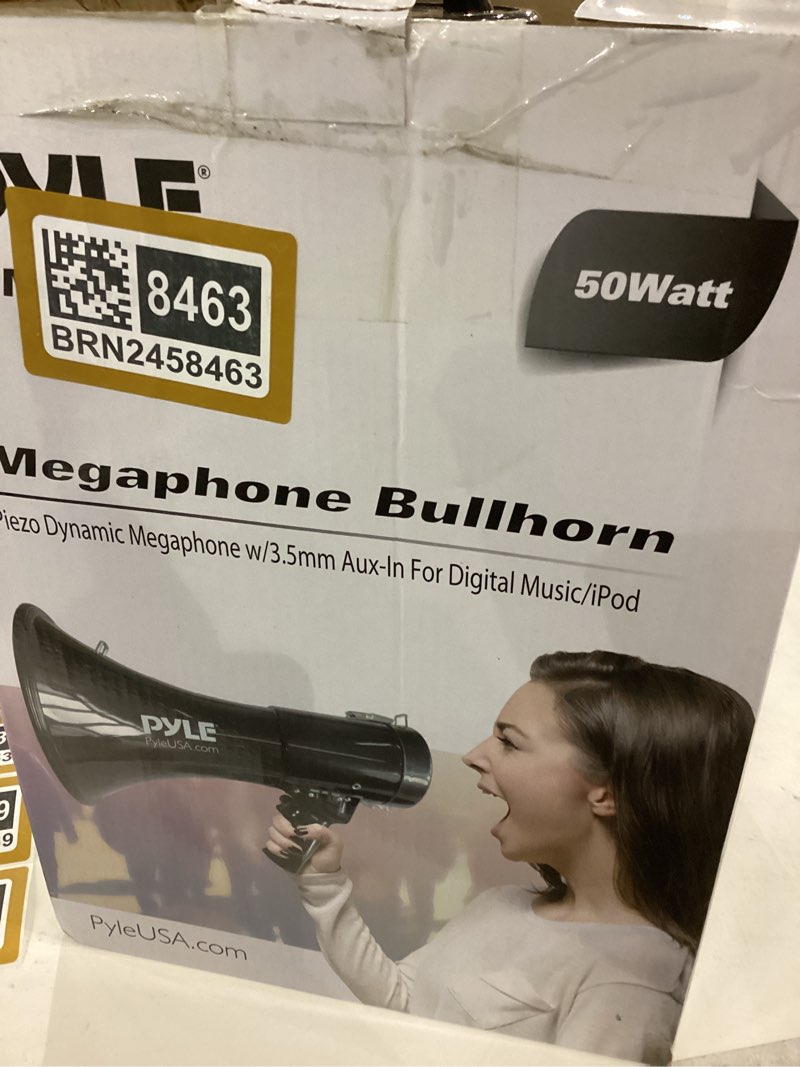 PYLE®
50Watt
8463
BRN2458463
Megaphone Bullhorn
Piezo Dynamic Megaphone w/3.5mm Aux-In For Digital Music/iPod
PYLE
PyleUSA.com
PyleUSA.com